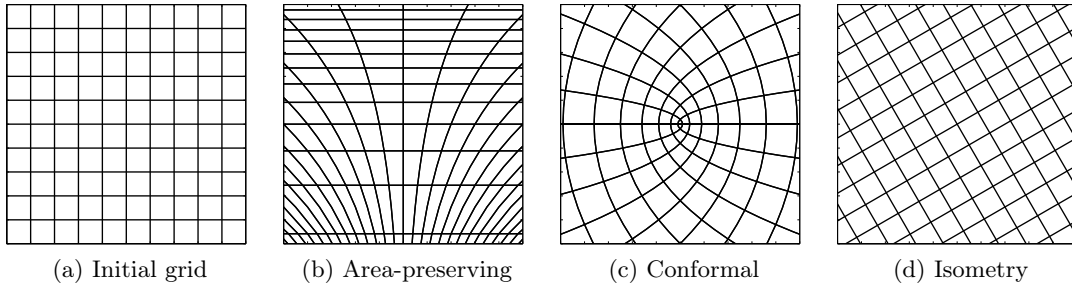 (a) Initial grid
(b) Area-preserving
(c) Conformal
(d) Isometry